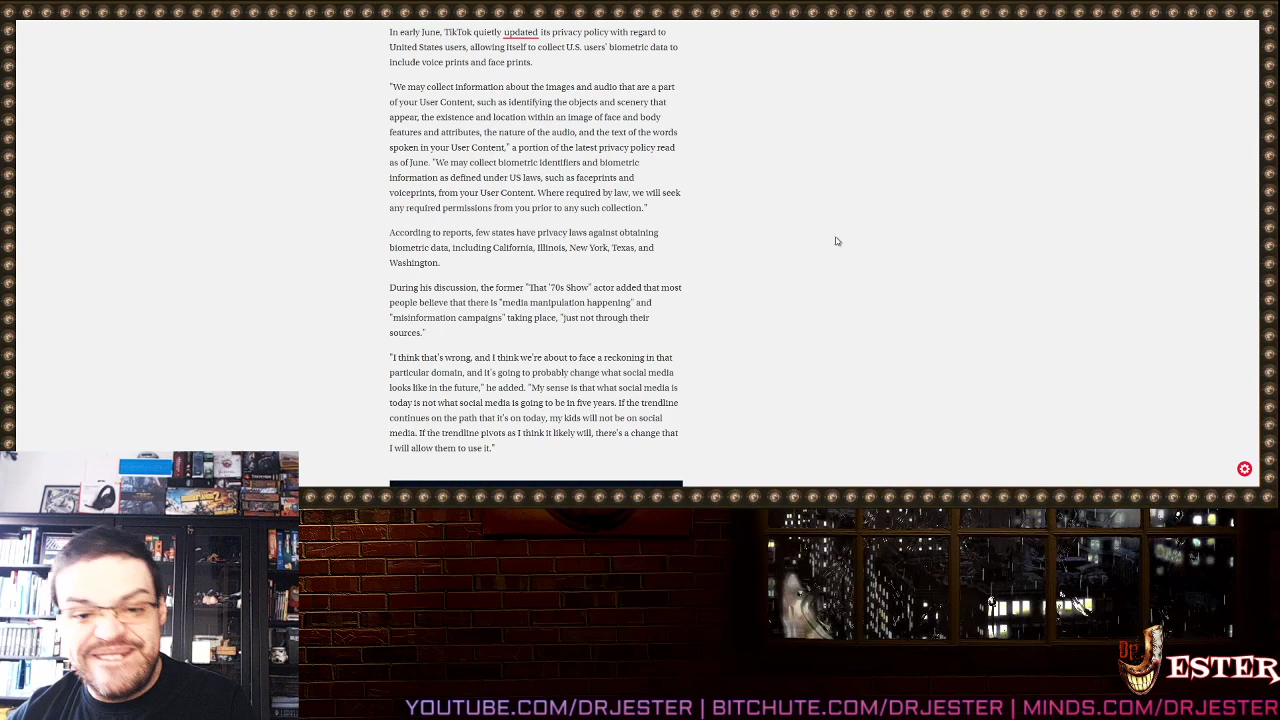 In early June, TikTok quietly updated its privacy policy with regard to
United States users, allowing itself to collect U.S. users' biometric data to
include voice prints and face prints.
"We may collect information about the images and audio that are a part
of your User Content, such as identifying the objects and scenery that
appear, the existence and location within an image of face and body
features and attributes, the nature of the audio, and the text of the words
spoken in your User Content," a portion of the latest privacy policy read
as of June. "We may collect biometric identifiers and biometric
information as defined under US laws, such as faceprints and
voiceprints, from your User Content. Where required by law, we will seek
any required permissions from you prior to any such collection."
According to reports, few states have privacy laws against obtaining
biometric data, including California, Illinois, New York, Texas, and
Washington.
During his discussion, the former "That '70s Show" actor added that most
people believe that there is "media manipulation happening" and
"misinformation campaigns" taking place, "just not through their
sources."
"I think that's wrong, and I think we're about to face a reckoning in that
particular domain, and it's going to probably change what social media
looks like in the future," he added. "My sense is that what social media is
today is not what social media is going to be in five years. If the trendline
continues on the path that it's on today, my kids will not be on social
media. If the trendline pivots as I think it likely will, there's a change that
I will allow them to use it."
DR. JESTER
YOUTUBE.COM/DRJESTER | BITCHUTE.COM/DRJESTER | MINDS.COM/DRJESTER